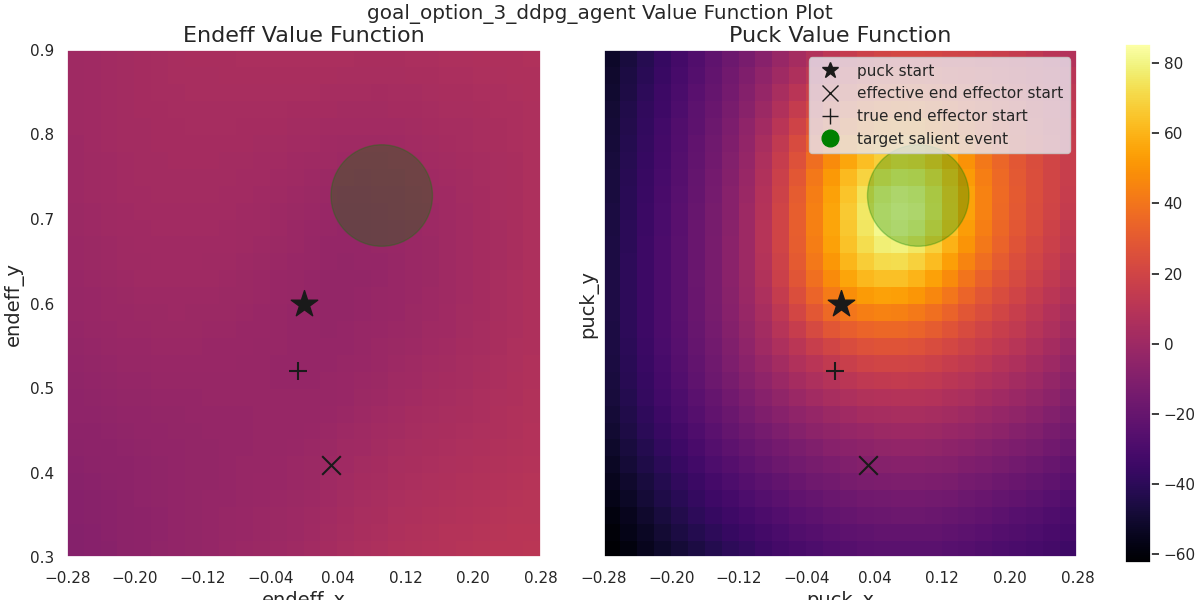 goal_option_3_ddpg_agent Value Function Plot
Endeff Value Function
Puck Value Function
0.9
0.8
0.7
0.6
0.5
0.4
0.3
endeff_y
−0.28 −0.20 −0.12 −0.04 0.04 0.12 0.20 0.28
endeff_x
puck_y
puck start
effective end effector start
true end effector start
target salient event
−0.28 −0.20 −0.12 −0.04 0.04 0.12 0.20 0.28
puck_x
80
60
40
20
0
−20
−40
−60